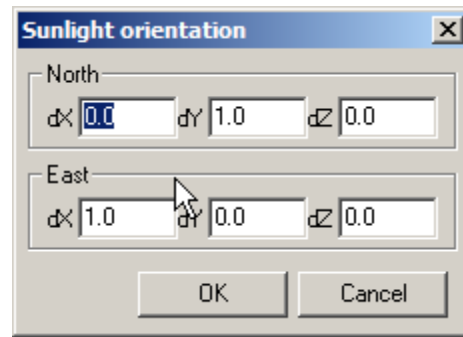 Sunlight orientation
North
dX 0.0 dY 1.0 dZ 0.0
East
dX 1.0 dY 0.0 dZ 0.0
OK Cancel